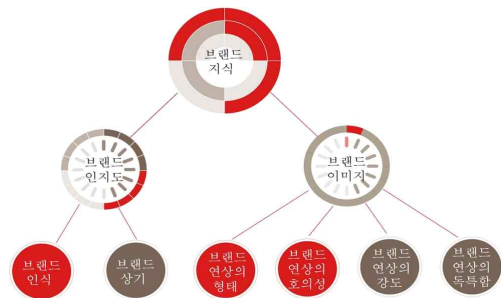 브랜드
지식
브랜드
인지도
브랜드
이미지
브랜드
인식
브랜드
상기
브랜드
연상의
형태
브랜드
연상의
호의성
브랜드
연상의
강도
브랜드
연상의
독특함